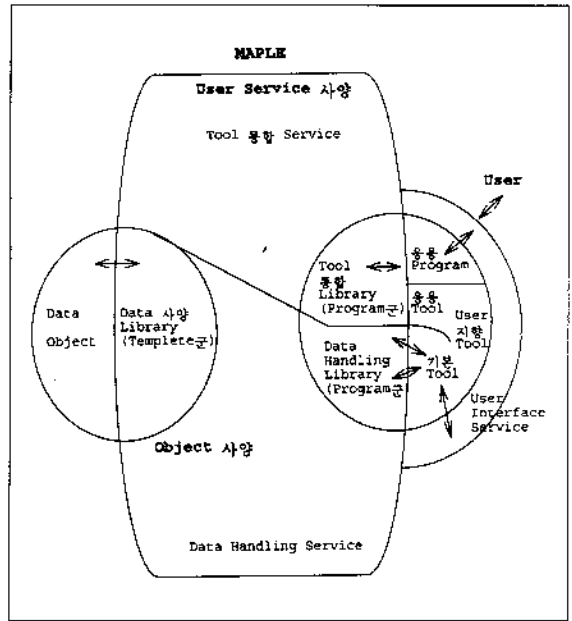 MAPLE
User Service 사양
Tool 통합 Service
User
응용
Program
Tool
통합
Library
(Program군)
응용
Tool
User
지향
Tool
Data
Object
Data 사양
Library
(Templete군)
Data
Handling
Library
(Program군)
기본
Tool
User
Interface
Service
Object 사양
Data Handling Service